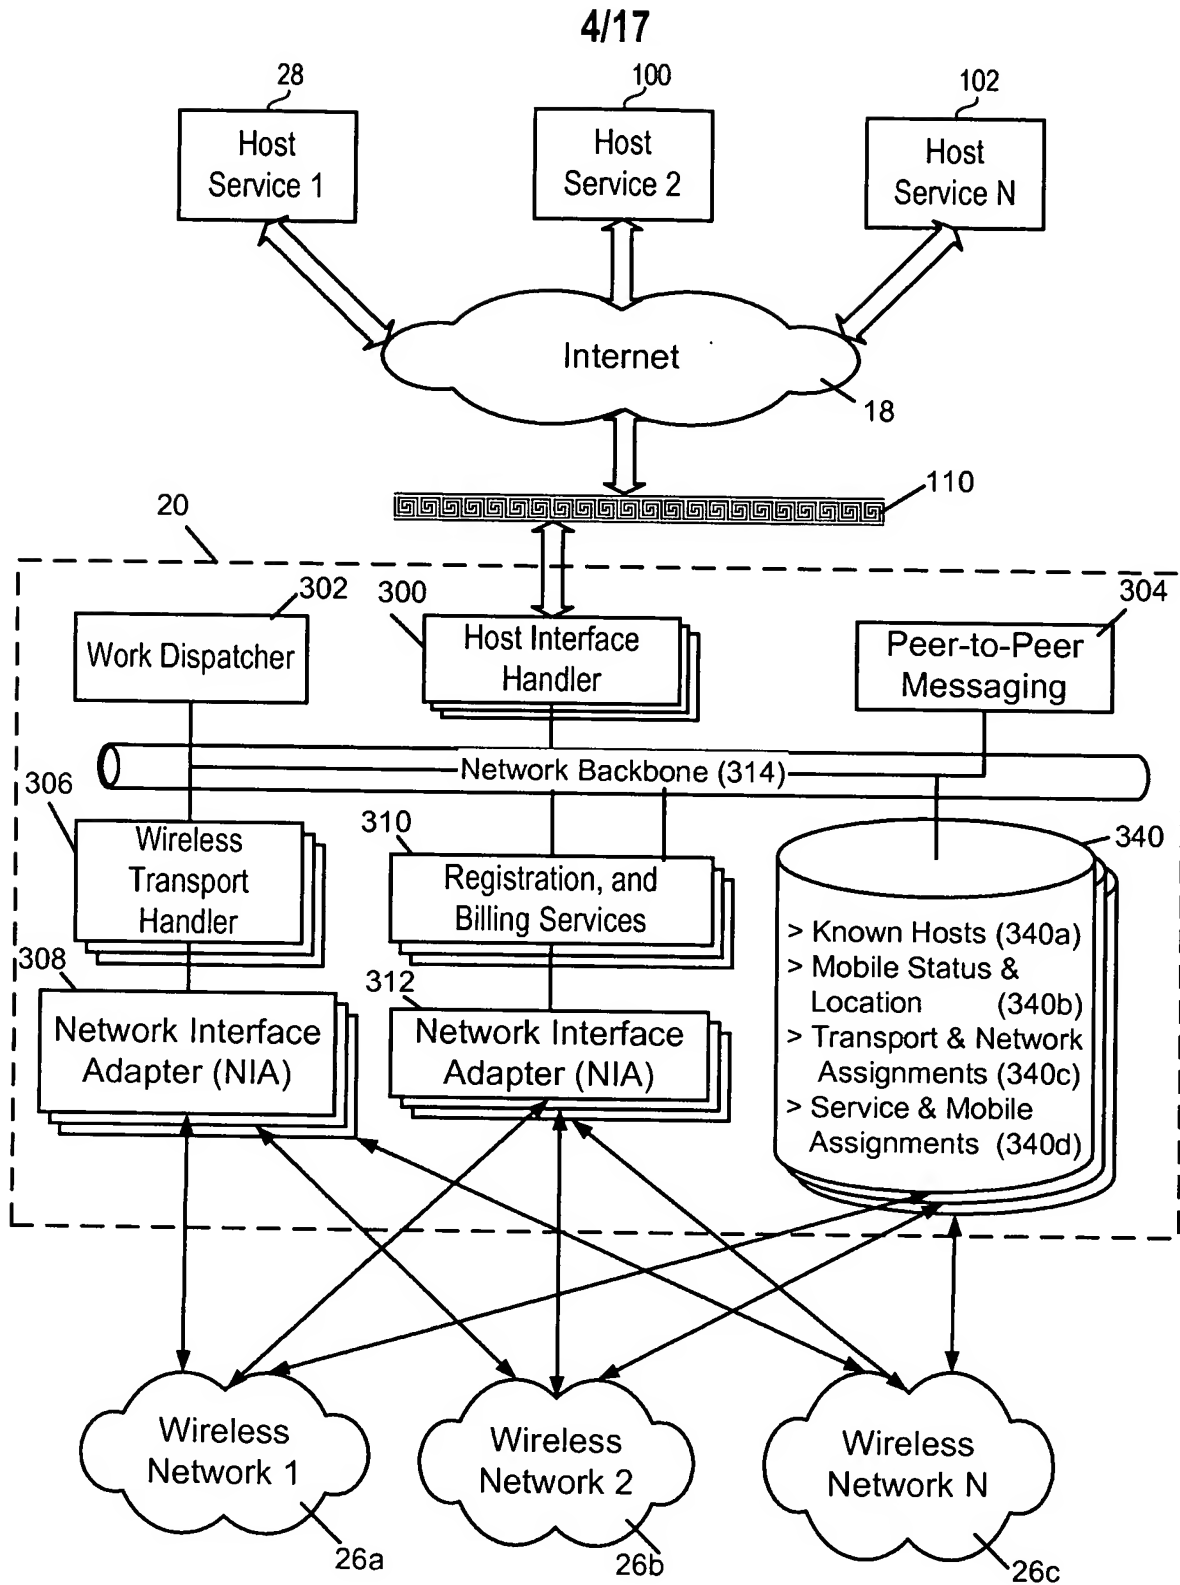 4/17
28
100
102
Host
Service 1
Host
Service 2
Host
Service N
Internet
18
110
20
302
300
304
Work Dispatcher
Host Interface
Handler
Peer-to-Peer
Messaging
Network Backbone (314)
306
310
340
Wireless
Transport
Handler
Registration, and
Billing Services
> Known Hosts (340a)
> Mobile Status &
Location (340b)
> Transport & Network
Assignments (340c)
> Service & Mobile
Assignments (340d)
308
312
Network Interface
Adapter (NIA)
Network Interface
Adapter (NIA)
Wireless
Network 1
Wireless
Network 2
Wireless
Network N
26a
26b
26c